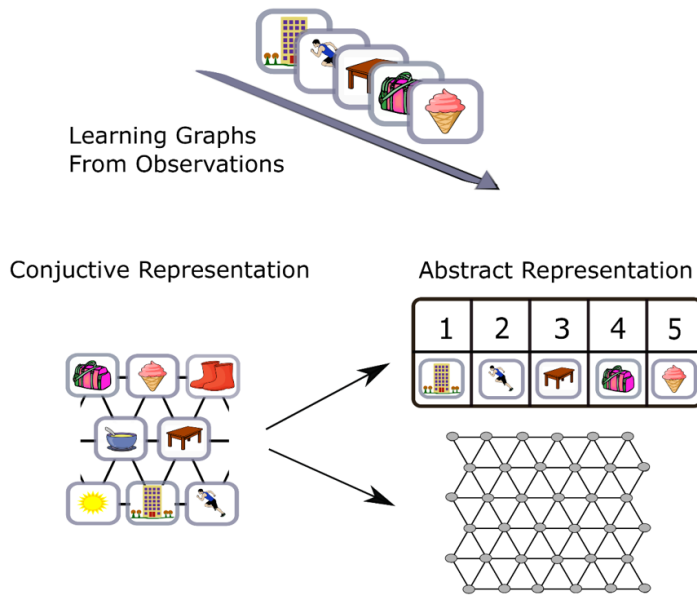 Learning Graphs
From Observations
Conjuctive Representation
Abstract Representation
1 2 3 4 5